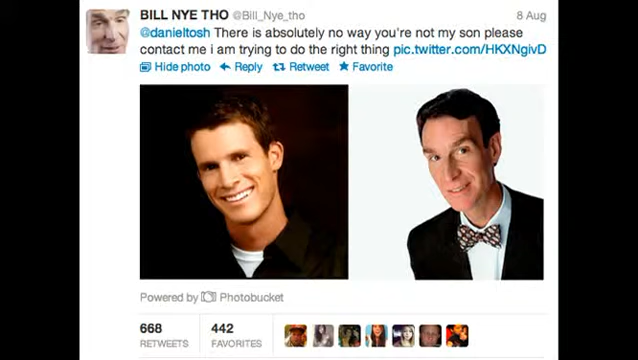 BILL NYE THO @Bill_Nye_tho 8 Aug
@danieltosh There is absolutely no way you're not my son please
contact me i am trying to do the right thing pic.twitter.com/HKXNgivD
Hide photo Reply Retweet Favorite
Powered by Photobucket
668 442
RETWEETS FAVORITES